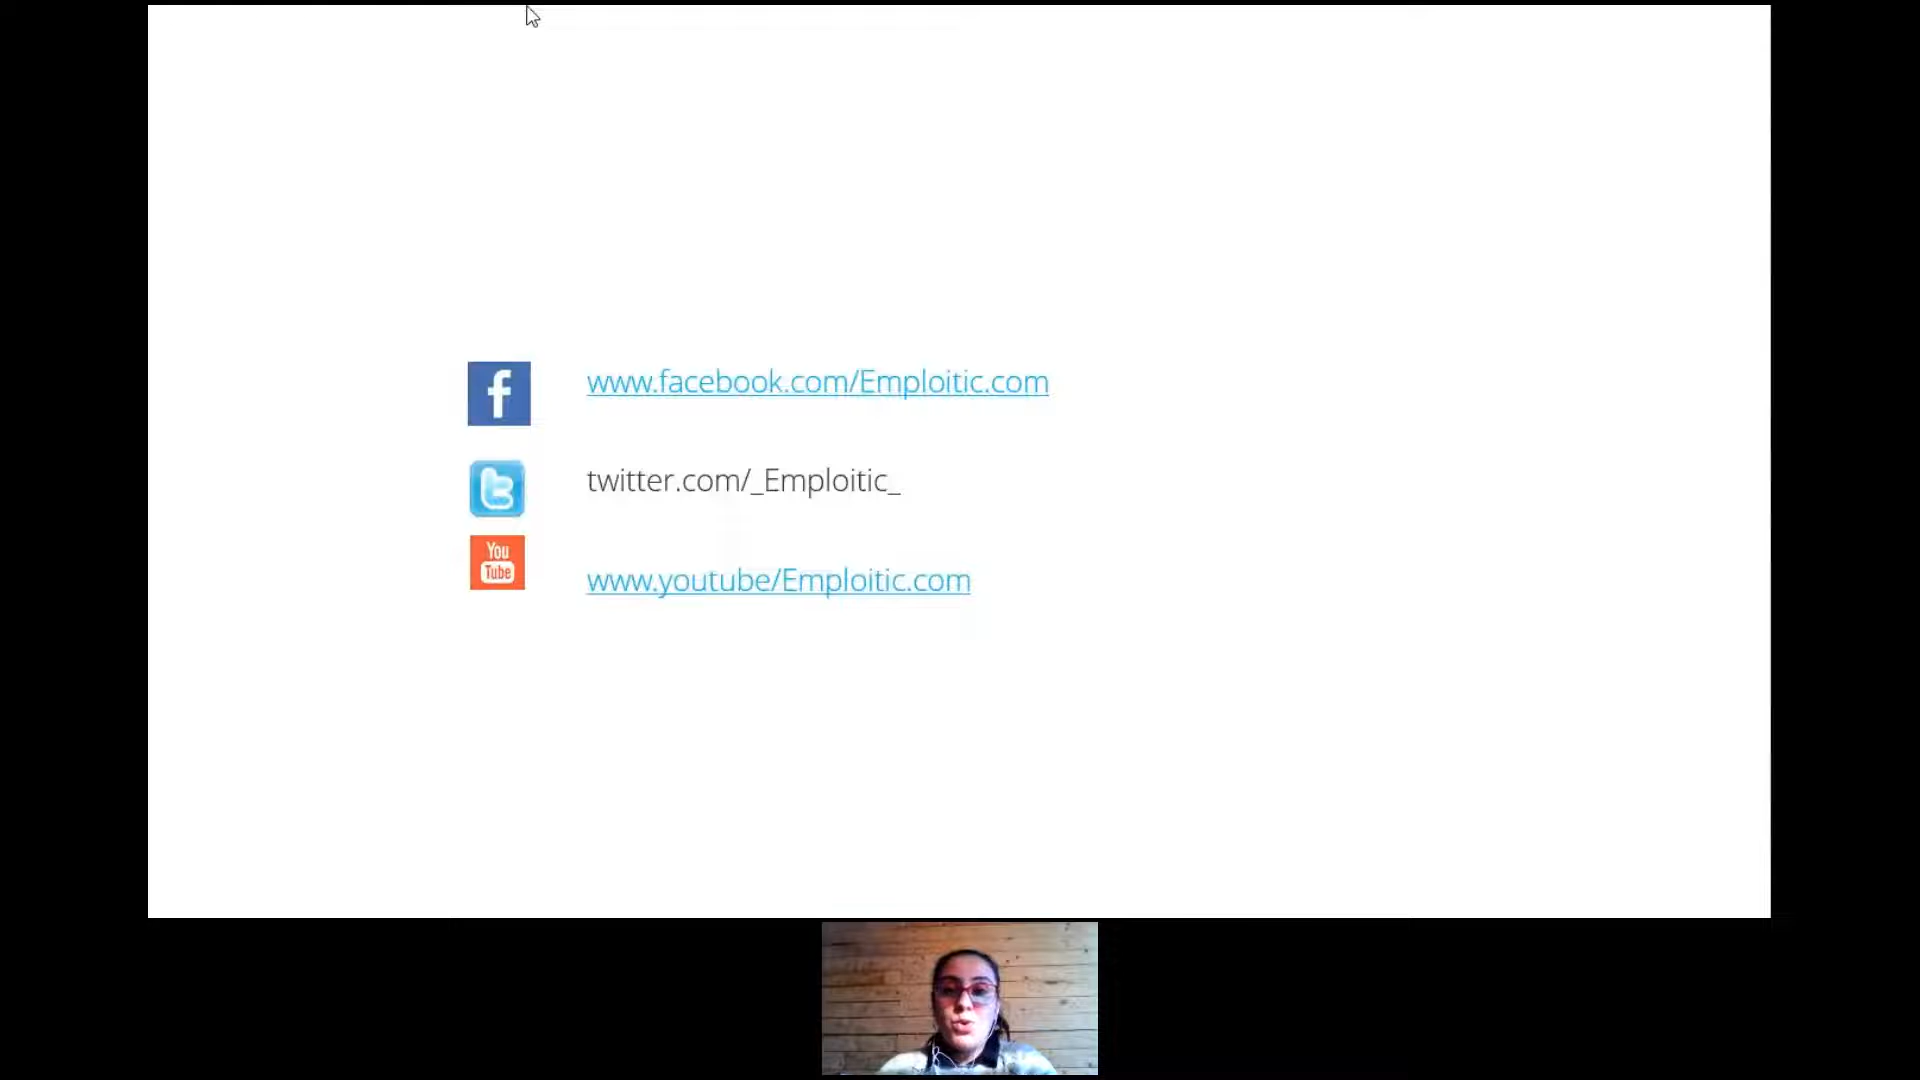 f www.facebook.com/Emploitic.com
t twitter.com/_Emploitic_
You
Tube
www.youtube/Emploitic.com